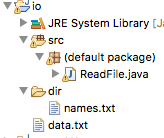 io
JRE System Library [Ja
src
(default package)
ReadFile.java
dir
names.txt
data.txt